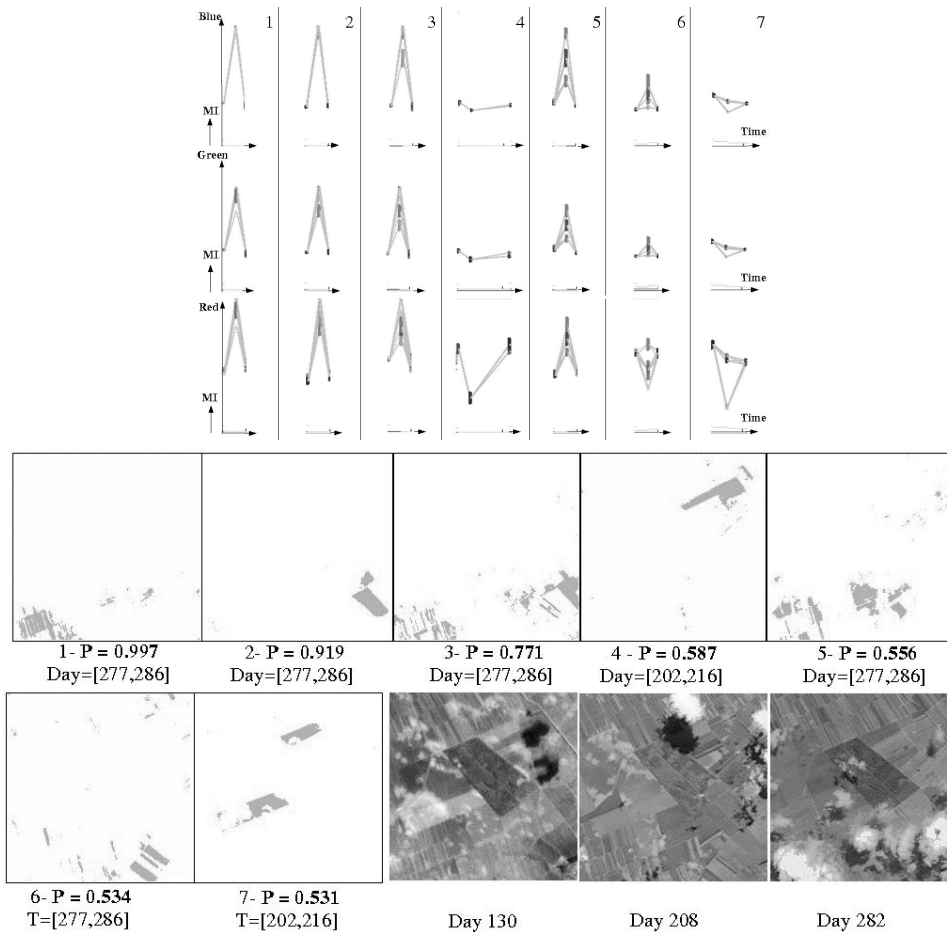 Blue 1 2 3 4 5 6 7
MI
Time
Green
MI
Time
Red
MI
Time
1- P = 0.997 2- P = 0.919 3- P = 0.771 4 - P = 0.587 5- P = 0.556
Day=[277,286] Day=[277,286] Day=[277,286] Day=[202,216] Day=[277,286]
6- P = 0.534 7- P = 0.531
T=[277,286] T=[202,216] Day 130 Day 208 Day 282